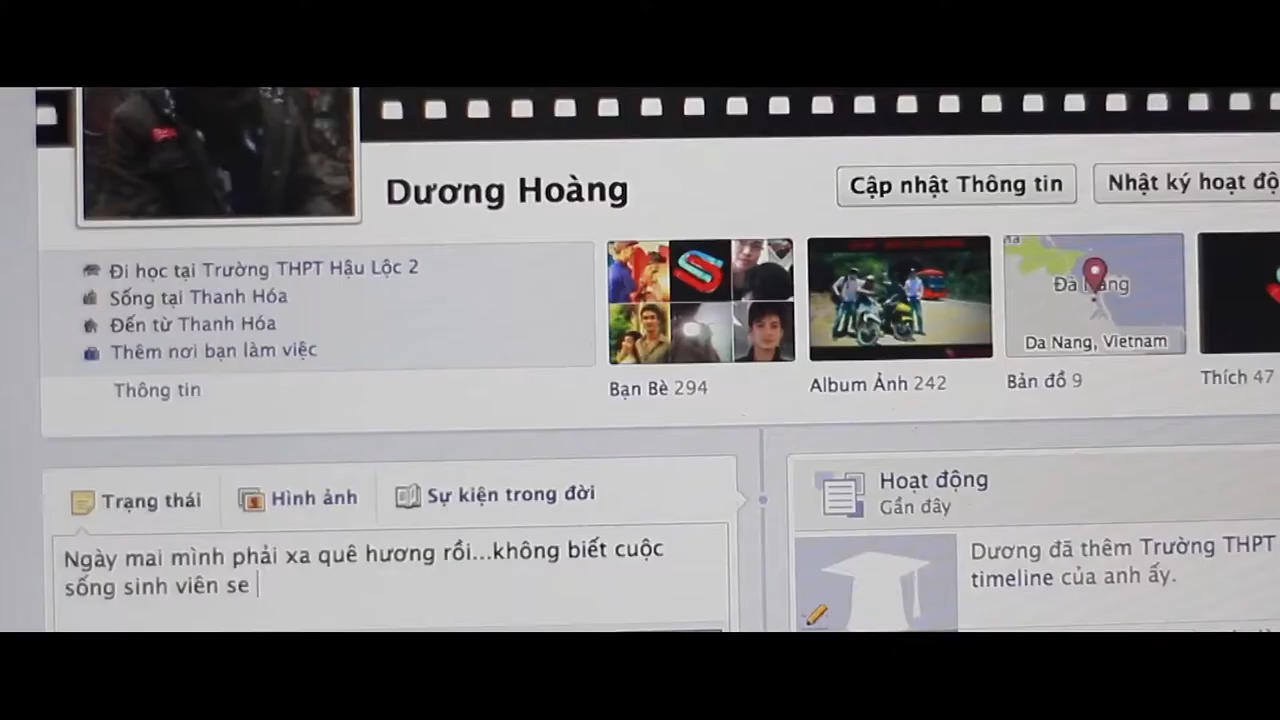 Dương Hoàng
Cập nhật Thông tin
Nhật ký hoạt độ
Đi học tại Trường THPT Hậu Lộc 2
Sống tại Thanh Hóa
Đến từ Thanh Hóa
Thêm nơi bạn làm việc
Thông tin
Đà Nẵng
Da Nang, Vietnam
Bạn Bè 294
Album Ảnh 242
Bản đồ 9
Thích 47
Trạng thái
Hình ảnh
Sự kiện trong đời
Ngày mai mình phải xa quê hương rồi...không biết cuộc
sống sinh viên se
Hoạt động
Gần đây
Dương đã thêm Trường THPT
timeline của anh ấy.